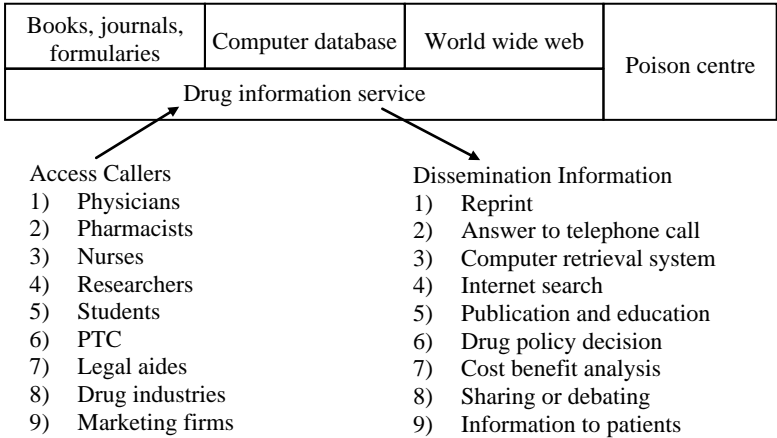 Books, journals,
formularies
Computer database
World wide web
Poison centre
Drug information service
Access Callers
1) Physicians
2) Pharmacists
3) Nurses
4) Researchers
5) Students
6) PTC
7) Legal aides
8) Drug industries
9) Marketing firms
Dissemination Information
1) Reprint
2) Answer to telephone call
3) Computer retrieval system
4) Internet search
5) Publication and education
6) Drug policy decision
7) Cost benefit analysis
8) Sharing or debating
9) Information to patients